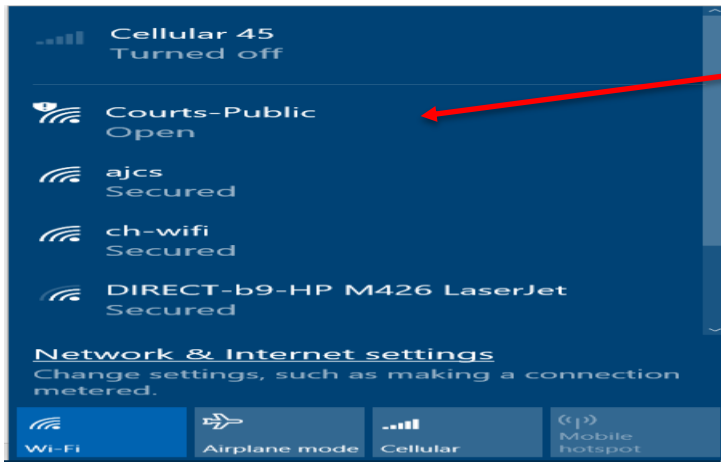 Cellular 45
Turned off
Courts-Public
Open
ajcs
Secured
ch-wifi
Secured
DIRECT-b9-HP M426 LaserJet
Secured
Network & Internet settings
Change settings, such as making a connection
metered.
Wi-Fi
Airplane mode
Cellular
Mobile
hotspot